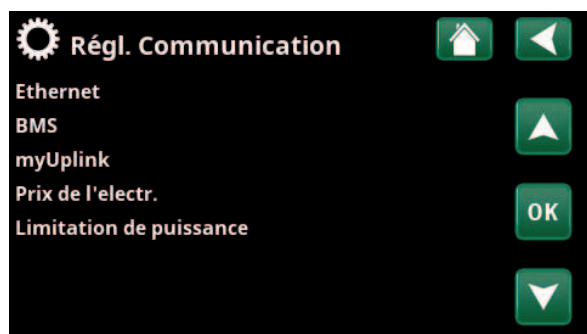 Régl. Communication
Ethernet
BMS
myUplink
Prix de l'electr.
OK
Limitation de puissance